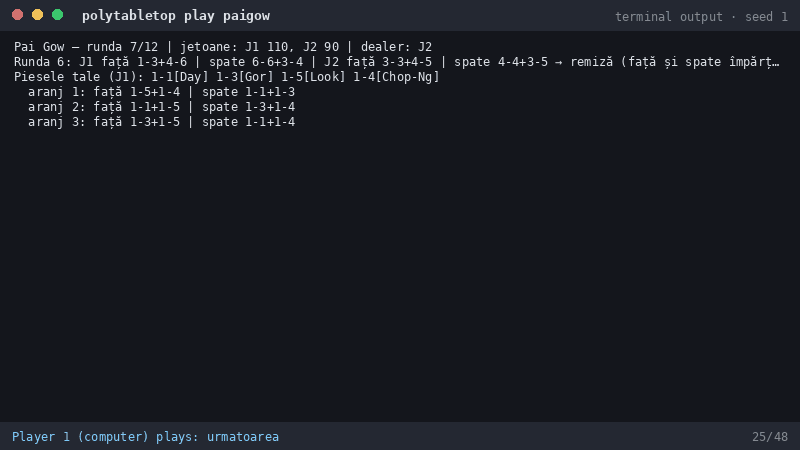 polytabletop play paigow
terminal output · seed 1
Pai Gow — runda 7/12 | jetoane: J1 110, J2 90 | dealer: J2
Runda 6: J1 față 1-3+4-6 | spate 6-6+3-4 | J2 față 3-3+4-5 | spate 4-4+3-5 → remiză (față și spate împărț…
Piesele tale (J1): 1-1[Day] 1-3[Gor] 1-5[Look] 1-4[Chop-Ng]
aranj 1: față 1-5+1-4 | spate 1-1+1-3
aranj 2: față 1-1+1-5 | spate 1-3+1-4
aranj 3: față 1-3+1-5 | spate 1-1+1-4
Player 1 (computer) plays: urmatoarea
25/48